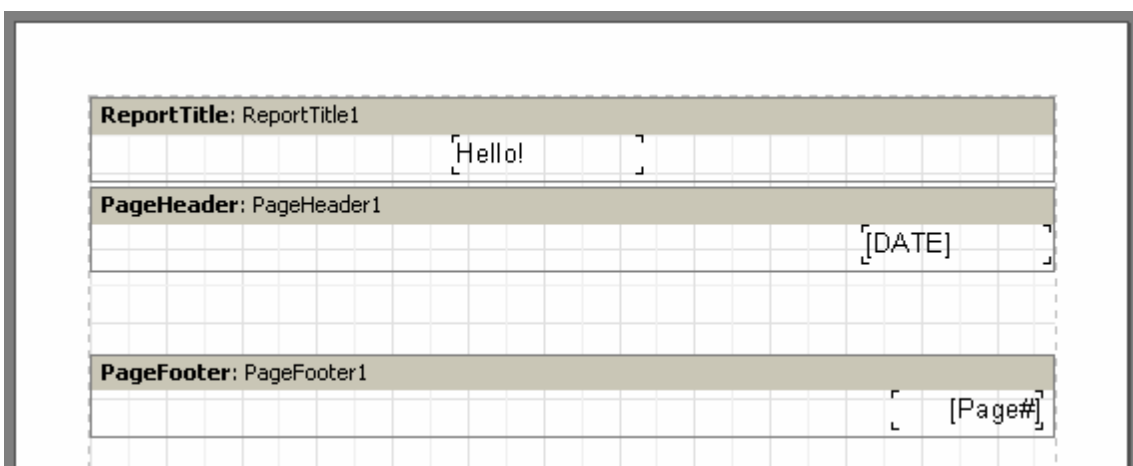 ReportTitle: ReportTitle1
Hello!
PageHeader: PageHeader1
[DATE]
PageFooter: PageFooter1
[Page#]